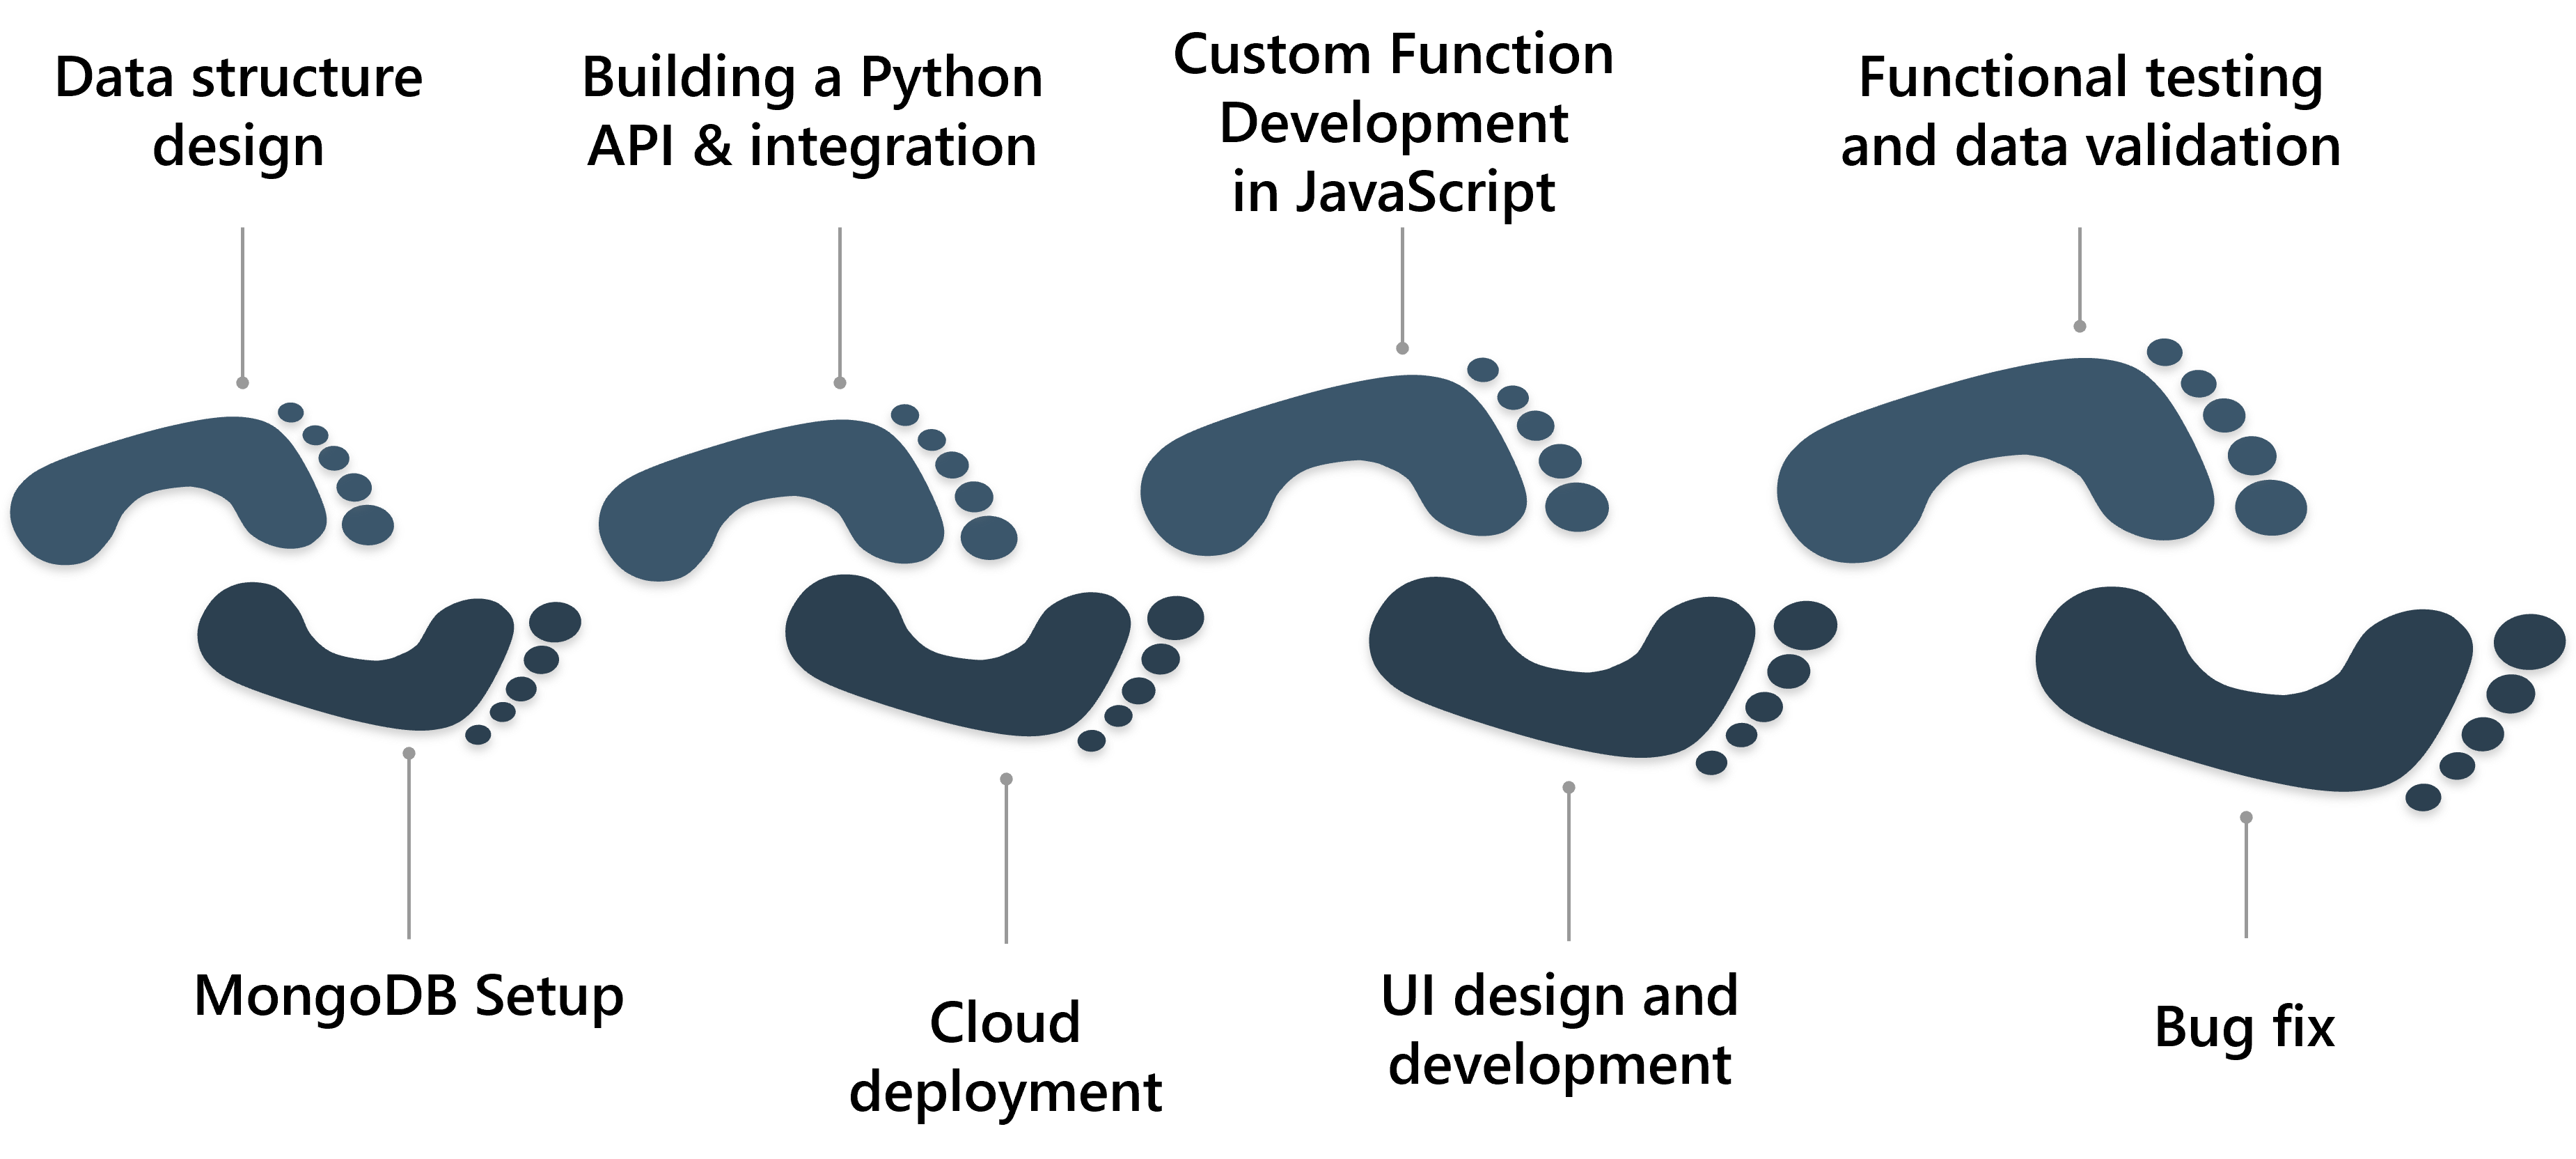 Data structure
design
Building a Python
API & integration
Custom Function
Development
in JavaScript
Functional testing
and data validation
MongoDB Setup
Cloud
deployment
UI design and
development
Bug fix